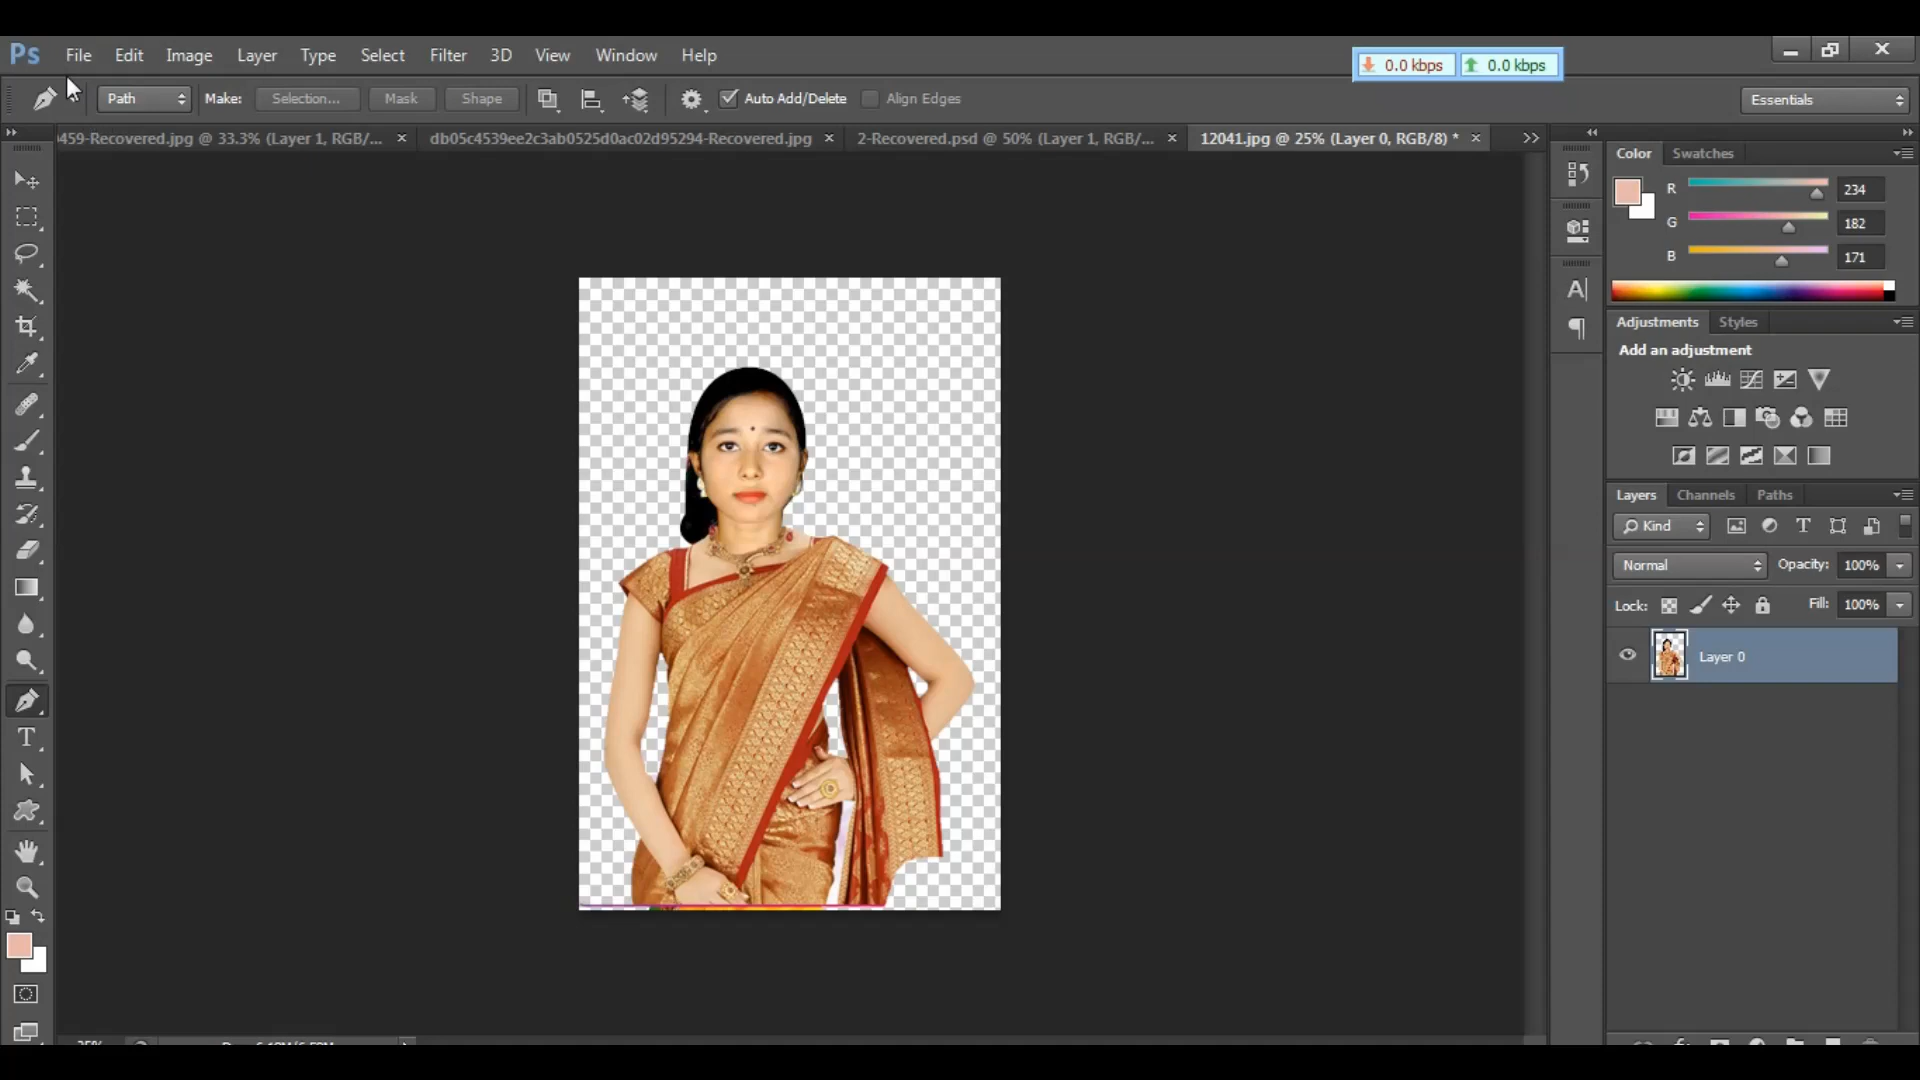 Ps File Edit Image Layer Type Select Filter 3D View Window Help
0.0 kbps 0.0 kbps
Path Make: Selection... Mask Shape Auto Add/Delete Align Edges Essentials
459-Recovered.jpg @ 33.3% (Layer 1, RGB/... × db05c4539ee2c3ab0525d0ac02d95294-Recovered.jpg × 2-Recovered.psd @ 50% (Layer 1, RGB/... × 12041.jpg @ 25% (Layer 0, RGB/8) * ×
Color Swatches
R 234
G 182
B 171
Adjustments Styles
Add an adjustment
Layers Channels Paths
Kind
Normal Opacity: 100%
Lock: Fill: 100%
Layer 0